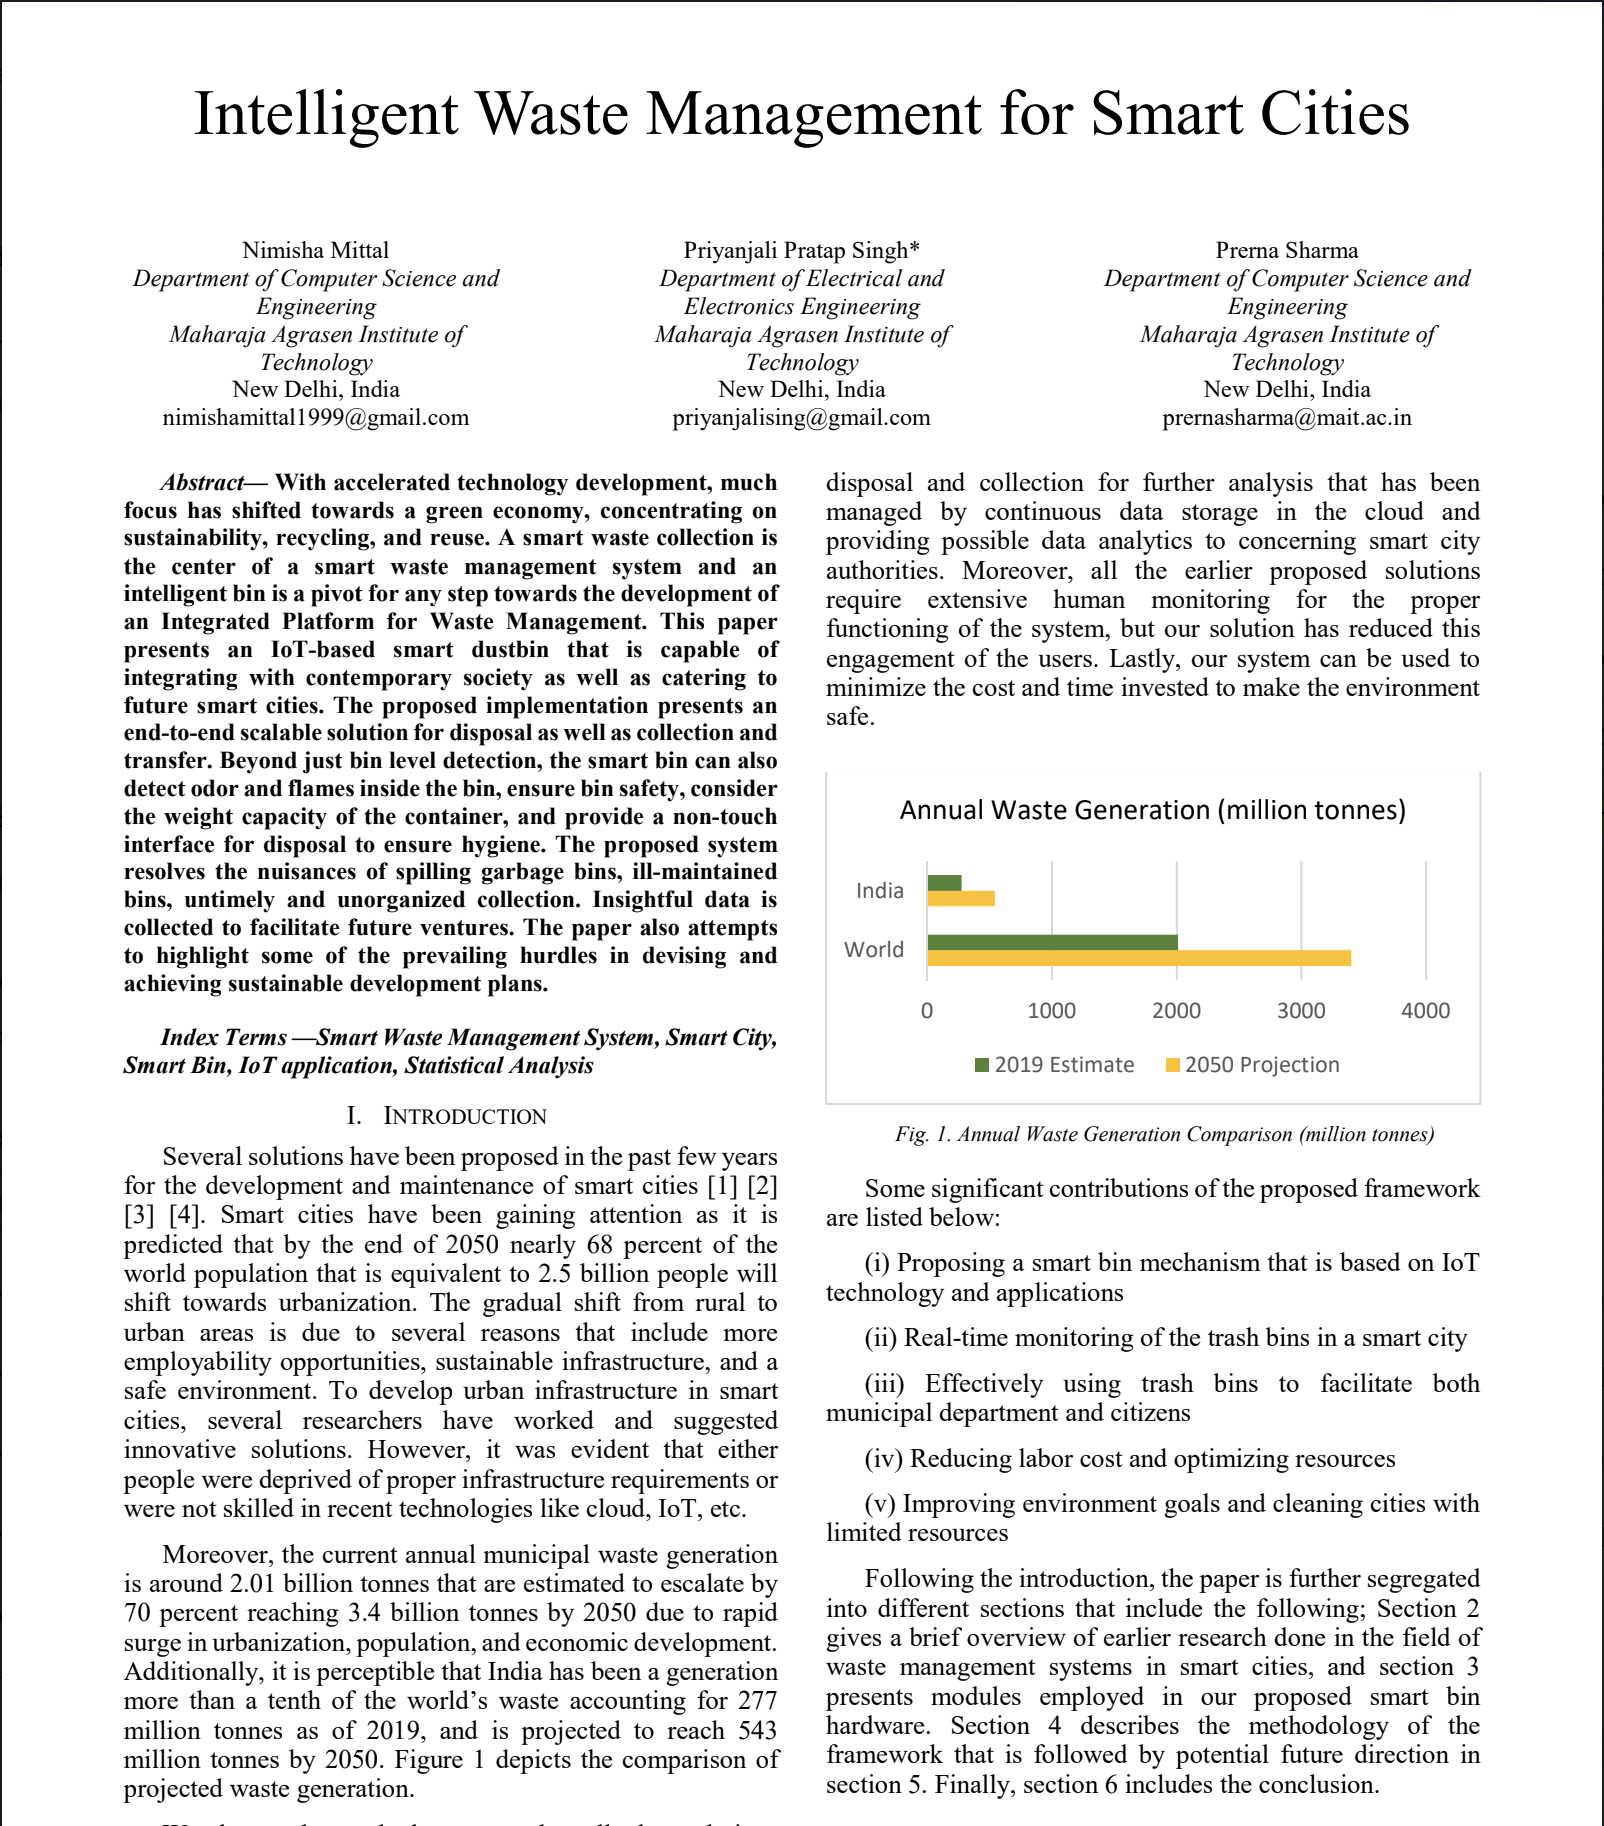 Intelligent Waste Management for Smart Cities
Nimisha Mittal
Department of Computer Science and
Engineering
Maharaja Agrasen Institute of
Technology
New Delhi, India
nimishamittal1999@gmail.com
Priyanjali Pratap Singh*
Department of Electrical and
Electronics Engineering
Maharaja Agrasen Institute of
Technology
New Delhi, India
priyanjalising@gmail.com
Prerna Sharma
Department of Computer Science and
Engineering
Maharaja Agrasen Institute of
Technology
New Delhi, India
prernasharma@mait.ac.in
Abstract— With accelerated technology development, much
focus has shifted towards a green economy, concentrating on
sustainability, recycling, and reuse. A smart waste collection is
the center of a smart waste management system and an
intelligent bin is a pivot for any step towards the development of
an Integrated Platform for Waste Management. This paper
presents an IoT-based smart dustbin that is capable of
integrating with contemporary society as well as catering to
future smart cities. The proposed implementation presents an
end-to-end scalable solution for disposal as well as collection and
transfer. Beyond just bin level detection, the smart bin can also
detect odor and flames inside the bin, ensure bin safety, consider
the weight capacity of the container, and provide a non-touch
interface for disposal to ensure hygiene. The proposed system
resolves the nuisances of spilling garbage bins, ill-maintained
bins, untimely and unorganized collection. Insightful data is
collected to facilitate future ventures. The paper also attempts
to highlight some of the prevailing hurdles in devising and
achieving sustainable development plans.
Index Terms —Smart Waste Management System, Smart City,
Smart Bin, IoT application, Statistical Analysis
I. INTRODUCTION
Several solutions have been proposed in the past few years
for the development and maintenance of smart cities [1] [2]
[3] [4]. Smart cities have been gaining attention as it is
predicted that by the end of 2050 nearly 68 percent of the
world population that is equivalent to 2.5 billion people will
shift towards urbanization. The gradual shift from rural to
urban areas is due to several reasons that include more
employability opportunities, sustainable infrastructure, and a
safe environment. To develop urban infrastructure in smart
cities, several researchers have worked and suggested
innovative solutions. However, it was evident that either
people were deprived of proper infrastructure requirements or
were not skilled in recent technologies like cloud, IoT, etc.
Moreover, the current annual municipal waste generation
is around 2.01 billion tonnes that are estimated to escalate by
70 percent reaching 3.4 billion tonnes by 2050 due to rapid
surge in urbanization, population, and economic development.
Additionally, it is perceptible that India has been a generation
more than a tenth of the world's waste accounting for 277
million tonnes as of 2019, and is projected to reach 543
million tonnes by 2050. Figure 1 depicts the comparison of
projected waste generation.
disposal and collection for further analysis that has been
managed by continuous data storage in the cloud and
providing possible data analytics to concerning smart city
authorities. Moreover, all the earlier proposed solutions
require extensive human monitoring for the proper
functioning of the system, but our solution has reduced this
engagement of the users. Lastly, our system can be used to
minimize the cost and time invested to make the environment
safe.
Annual Waste Generation (million tonnes)
India
World
0 1000 2000 3000 4000
2019 Estimate 2050 Projection
Fig. 1. Annual Waste Generation Comparison (million tonnes)
Some significant contributions of the proposed framework
are listed below:
(i) Proposing a smart bin mechanism that is based on IoT
technology and applications
(ii) Real-time monitoring of the trash bins in a smart city
(iii) Effectively using trash bins to facilitate both
municipal department and citizens
(iv) Reducing labor cost and optimizing resources
(v) Improving environment goals and cleaning cities with
limited resources
Following the introduction, the paper is further segregated
into different sections that include the following; Section 2
gives a brief overview of earlier research done in the field of
waste management systems in smart cities, and section 3
presents modules employed in our proposed smart bin
hardware. Section 4 describes the methodology of the
framework that is followed by potential future direction in
section 5. Finally, section 6 includes the conclusion.